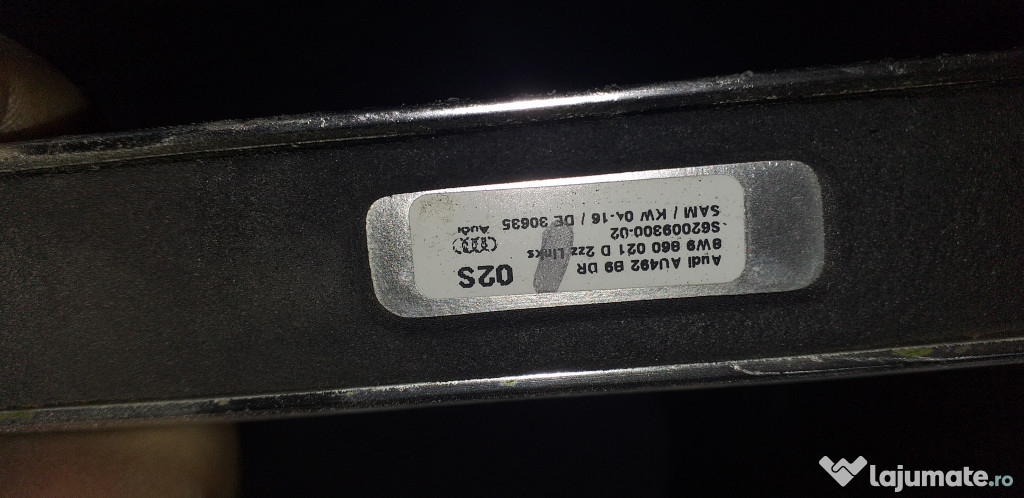 Audi AU492 B9 DR
8W9 860 021 D 2zz Links
S620009300-02
SAM / KW 04-16 / DE 30635
02S
Audi
lajumate.ro